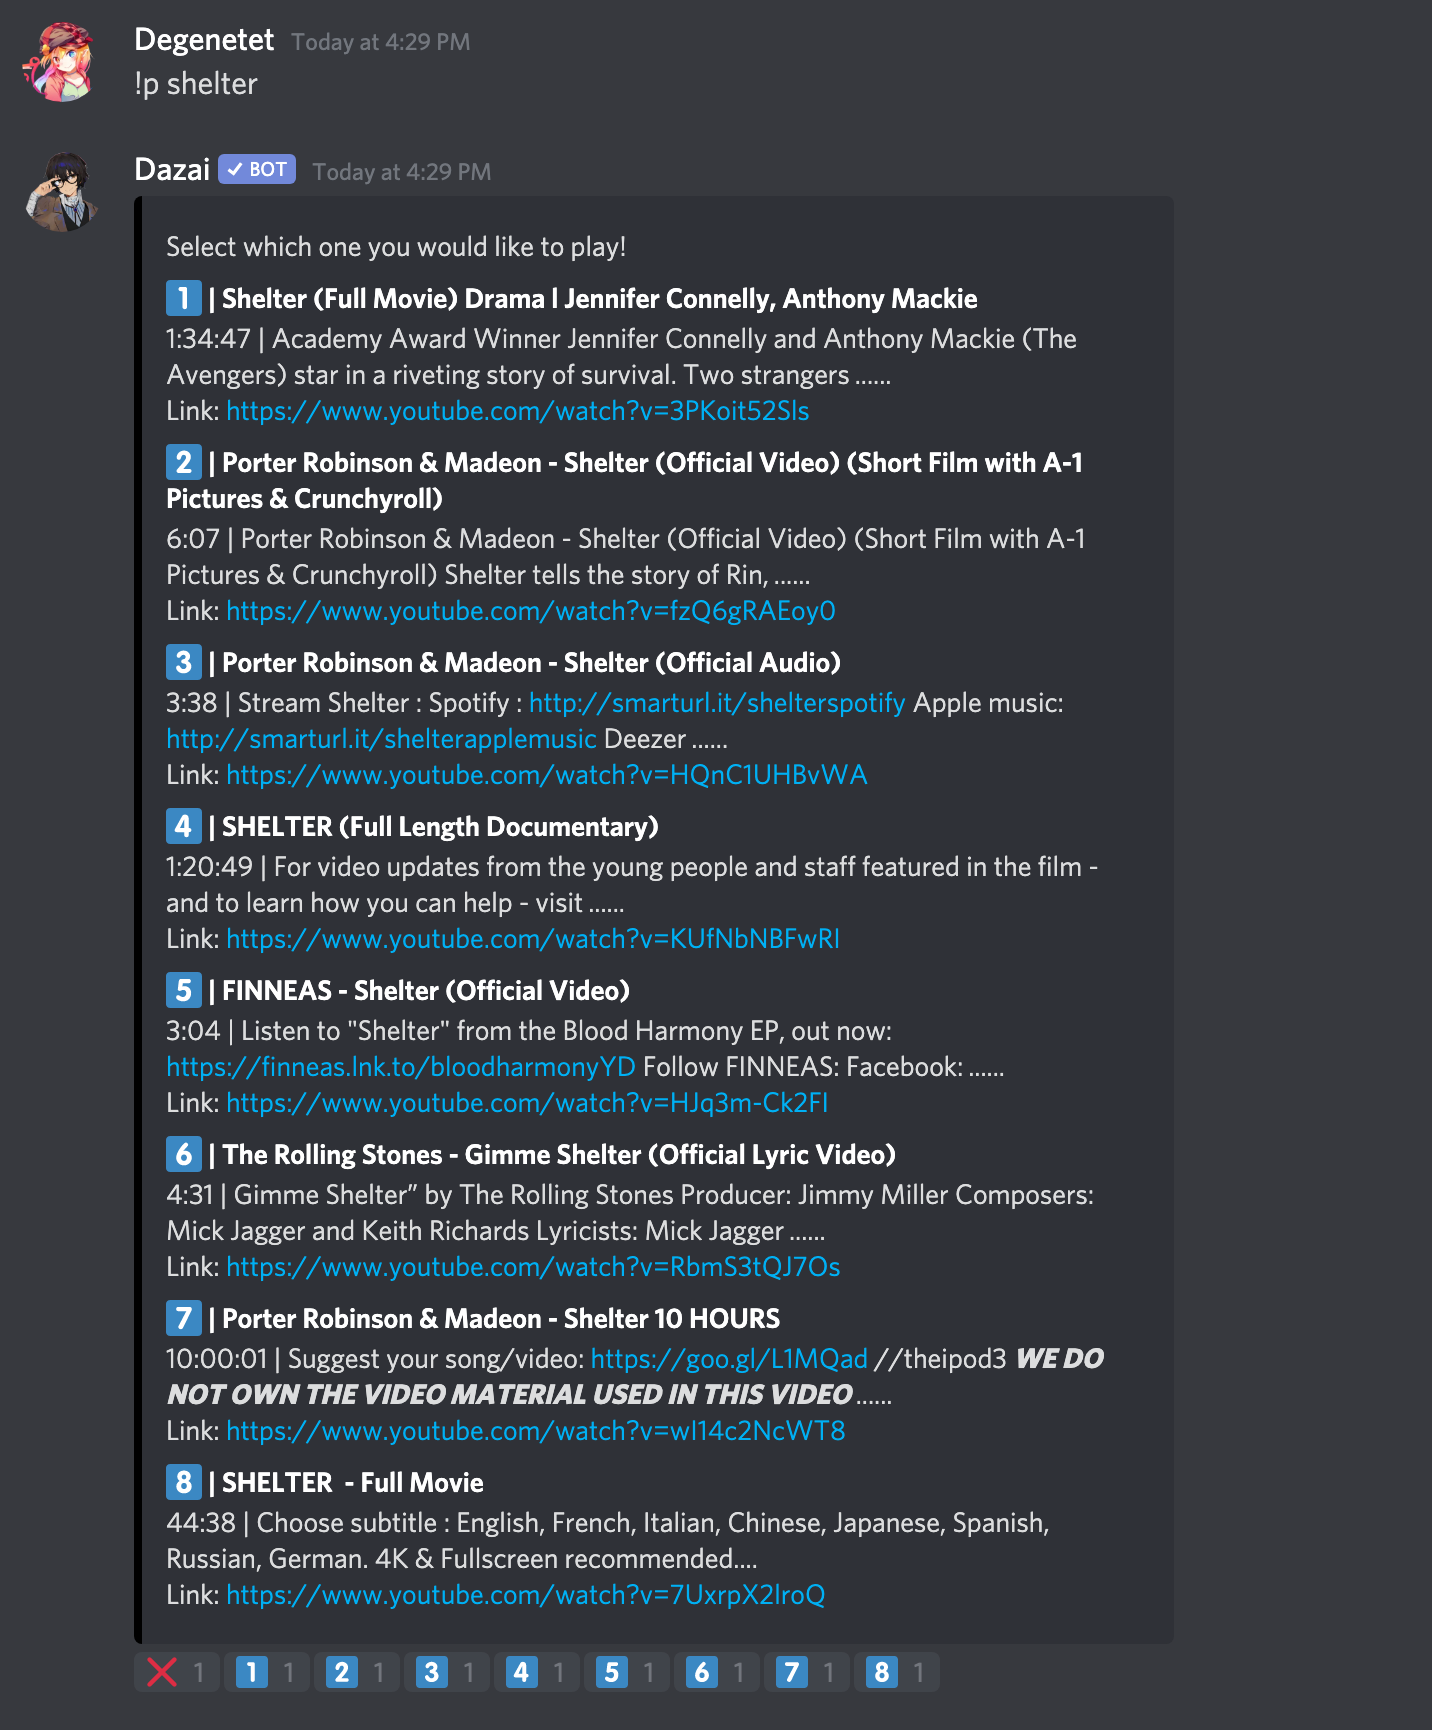 Degenetet Today at 4:29 PM
!p shelter
Dazai ✓ BOT Today at 4:29 PM
Select which one you would like to play!
1 | Shelter (Full Movie) Drama l Jennifer Connelly, Anthony Mackie
1:34:47 | Academy Award Winner Jennifer Connelly and Anthony Mackie (The
Avengers) star in a riveting story of survival. Two strangers ......
Link: https://www.youtube.com/watch?v=3PKoit52Sls
2 | Porter Robinson & Madeon - Shelter (Official Video) (Short Film with A-1
Pictures & Crunchyroll)
6:07 | Porter Robinson & Madeon - Shelter (Official Video) (Short Film with A-1
Pictures & Crunchyroll) Shelter tells the story of Rin, ......
Link: https://www.youtube.com/watch?v=fzQ6gRAEoy0
3 | Porter Robinson & Madeon - Shelter (Official Audio)
3:38 | Stream Shelter : Spotify : http://smarturl.it/shelterspotify Apple music:
http://smarturl.it/shelterapplemusic Deezer ......
Link: https://www.youtube.com/watch?v=HQnC1UHBvWA
4 | SHELTER (Full Length Documentary)
1:20:49 | For video updates from the young people and staff featured in the film -
and to learn how you can help - visit ......
Link: https://www.youtube.com/watch?v=KUfNbNBFwRI
5 | FINNEAS - Shelter (Official Video)
3:04 | Listen to "Shelter" from the Blood Harmony EP, out now:
https://finneas.lnk.to/bloodharmonyYD Follow FINNEAS: Facebook: ......
Link: https://www.youtube.com/watch?v=HJq3m-Ck2FI
6 | The Rolling Stones - Gimme Shelter (Official Lyric Video)
4:31 | Gimme Shelter” by The Rolling Stones Producer: Jimmy Miller Composers:
Mick Jagger and Keith Richards Lyricists: Mick Jagger ......
Link: https://www.youtube.com/watch?v=RbmS3tQJ7Os
7 | Porter Robinson & Madeon - Shelter 10 HOURS
10:00:01 | Suggest your song/video: https://goo.gl/L1MQad //theipod3 WE DO
NOT OWN THE VIDEO MATERIAL USED IN THIS VIDEO ......
Link: https://www.youtube.com/watch?v=wI14c2NcWT8
8 | SHELTER - Full Movie
44:38 | Choose subtitle : English, French, Italian, Chinese, Japanese, Spanish,
Russian, German. 4K & Fullscreen recommended....
Link: https://www.youtube.com/watch?v=7UxrpX2lroQ
❌ 1 1 1 2 1 3 1 4 1 5 1 6 1 7 1 8 1